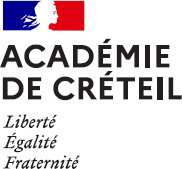 ACADÉMIE
DE CRÉTEIL
Liberté
Égalité
Fraternité